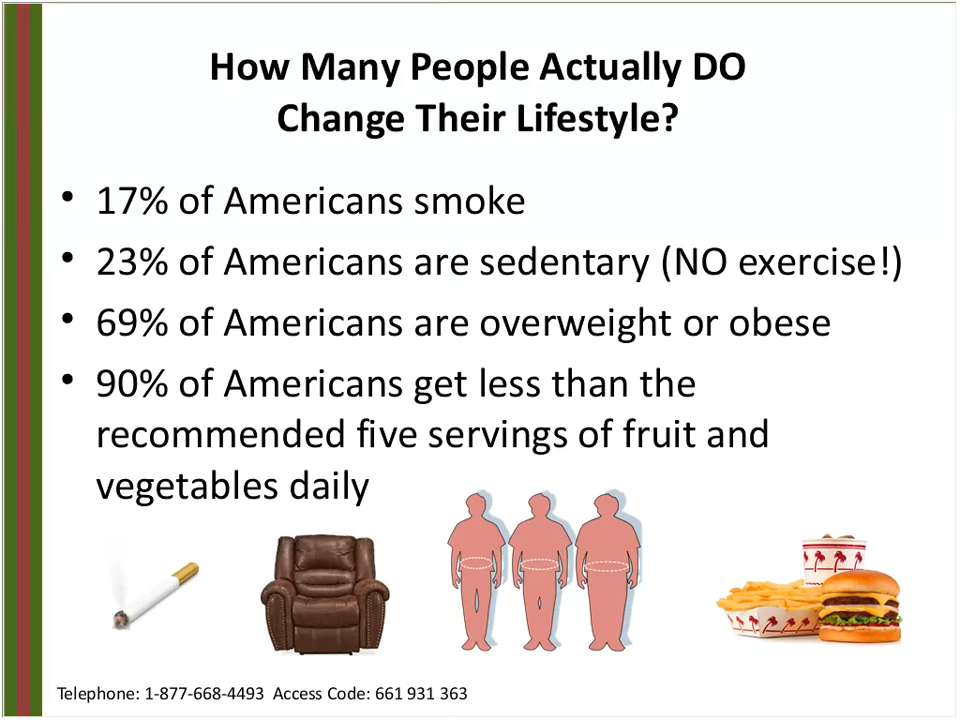 How Many People Actually DO
Change Their Lifestyle?
• 17% of Americans smoke
• 23% of Americans are sedentary (NO exercise!)
• 69% of Americans are overweight or obese
• 90% of Americans get less than the
recommended five servings of fruit and
vegetables daily
Telephone: 1-877-668-4493  Access Code: 661 931 363